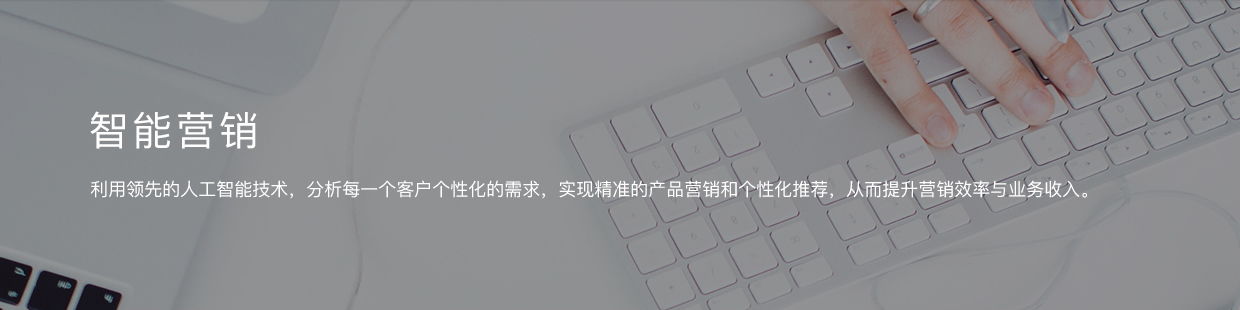 智能营销
利用领先的人工智能技术，分析每一个客户个性化的需求，实现精准的产品营销和个性化推荐，从而提升营销效率与业务收入。